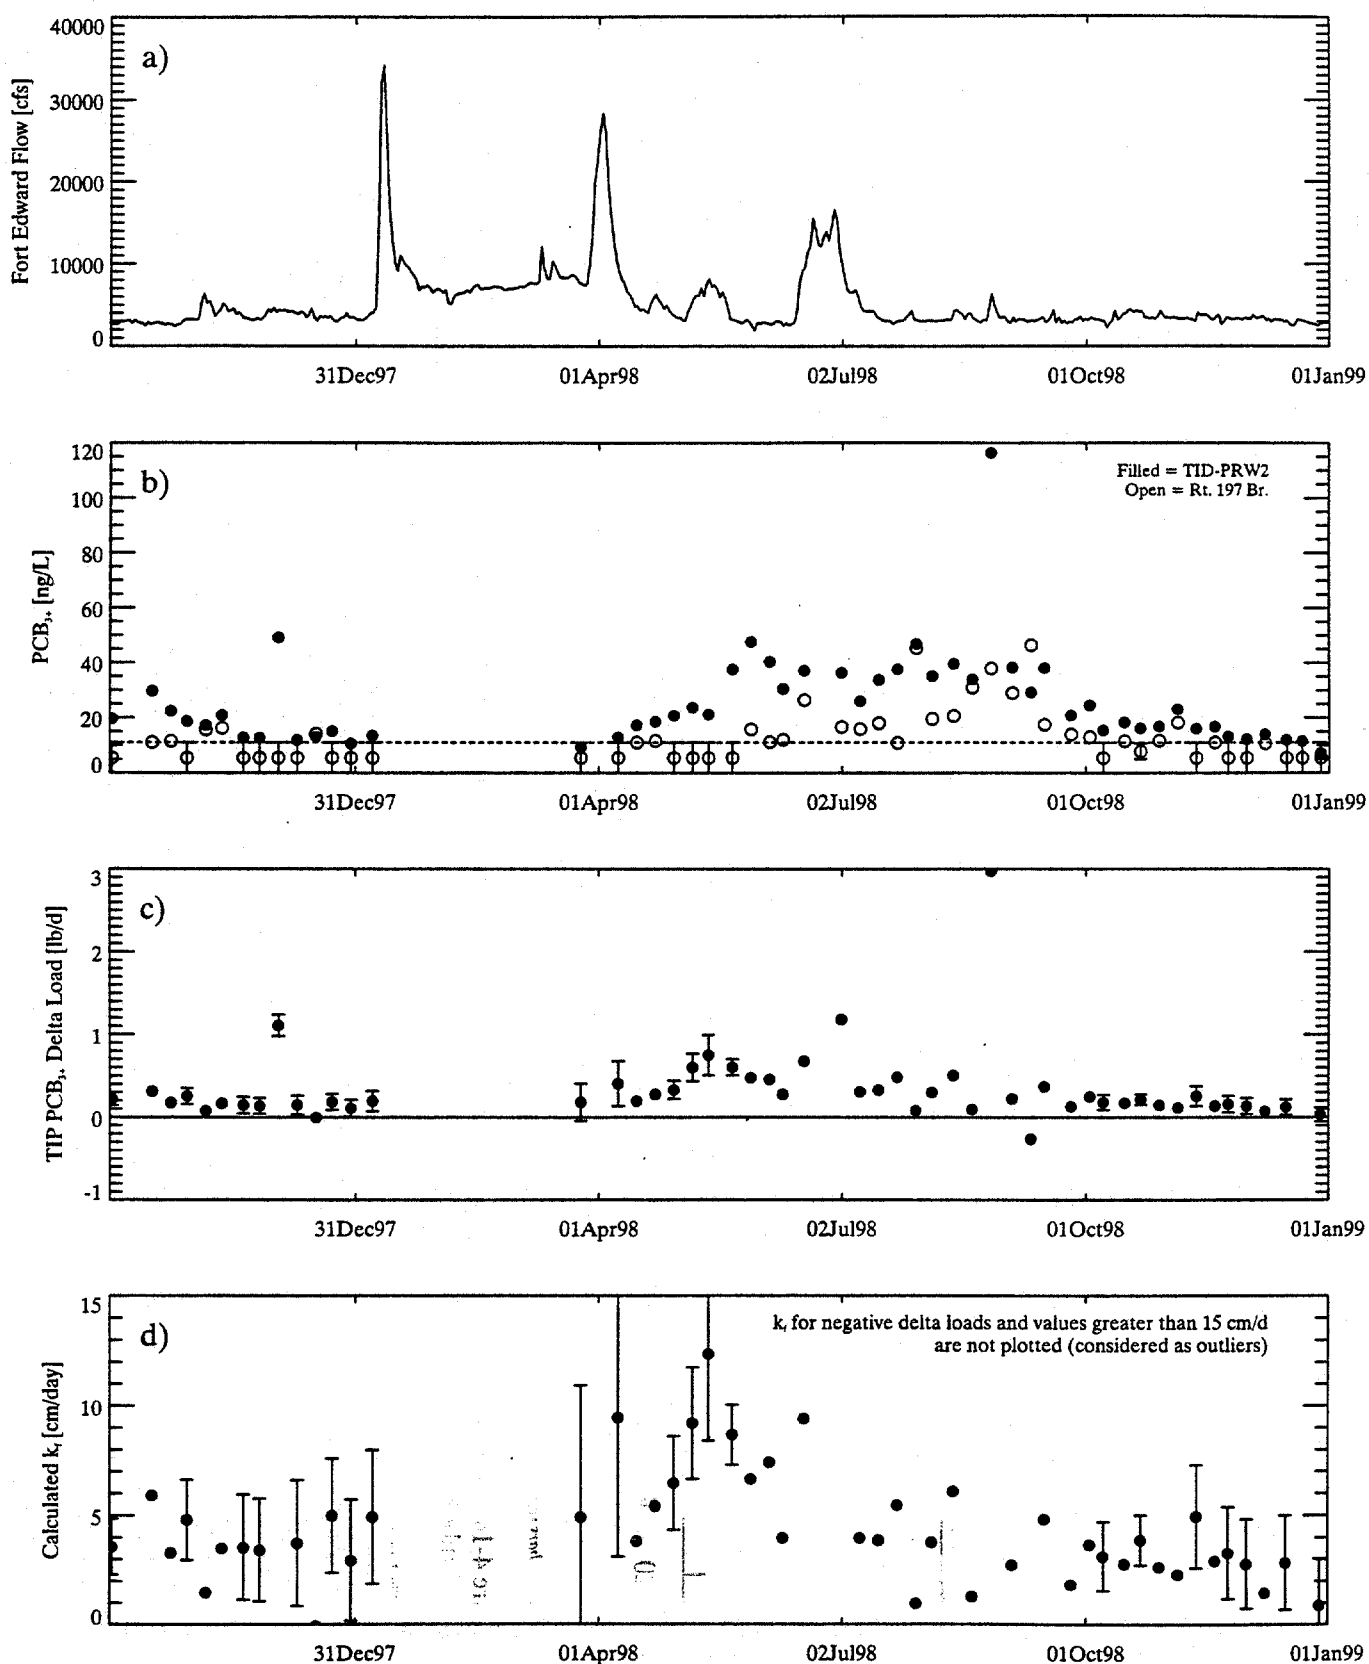 40000
a)
30000
20000
10000
0
Fort Edward Flow [cfs]
31Dec97 01Apr98 02Jul98 01Oct98 01Jan99
120
b)
Filled = TID-PRW2
Open = Rt. 197 Br.
100
80
60
40
20
0
PCB₃₊ [ng/L]
31Dec97 01Apr98 02Jul98 01Oct98 01Jan99
3
c)
2
1
0
-1
TIP PCB₃₊ Delta Load [lb/d]
31Dec97 01Apr98 02Jul98 01Oct98 01Jan99
15
d)
k_f for negative delta loads and values greater than 15 cm/d
are not plotted (considered as outliers)
10
5
0
Calculated k_f [cm/day]
31Dec97 01Apr98 02Jul98 01Oct98 01Jan99